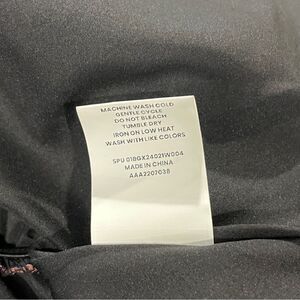 MACHINE WASH COLD
GENTLE CYCLE
DO NOT BLEACH
TUMBLE DRY
IRON ON LOW HEAT
WASH WITH LIKE COLORS
SPU 018GX24021W004
MADE IN CHINA
AAA2207038